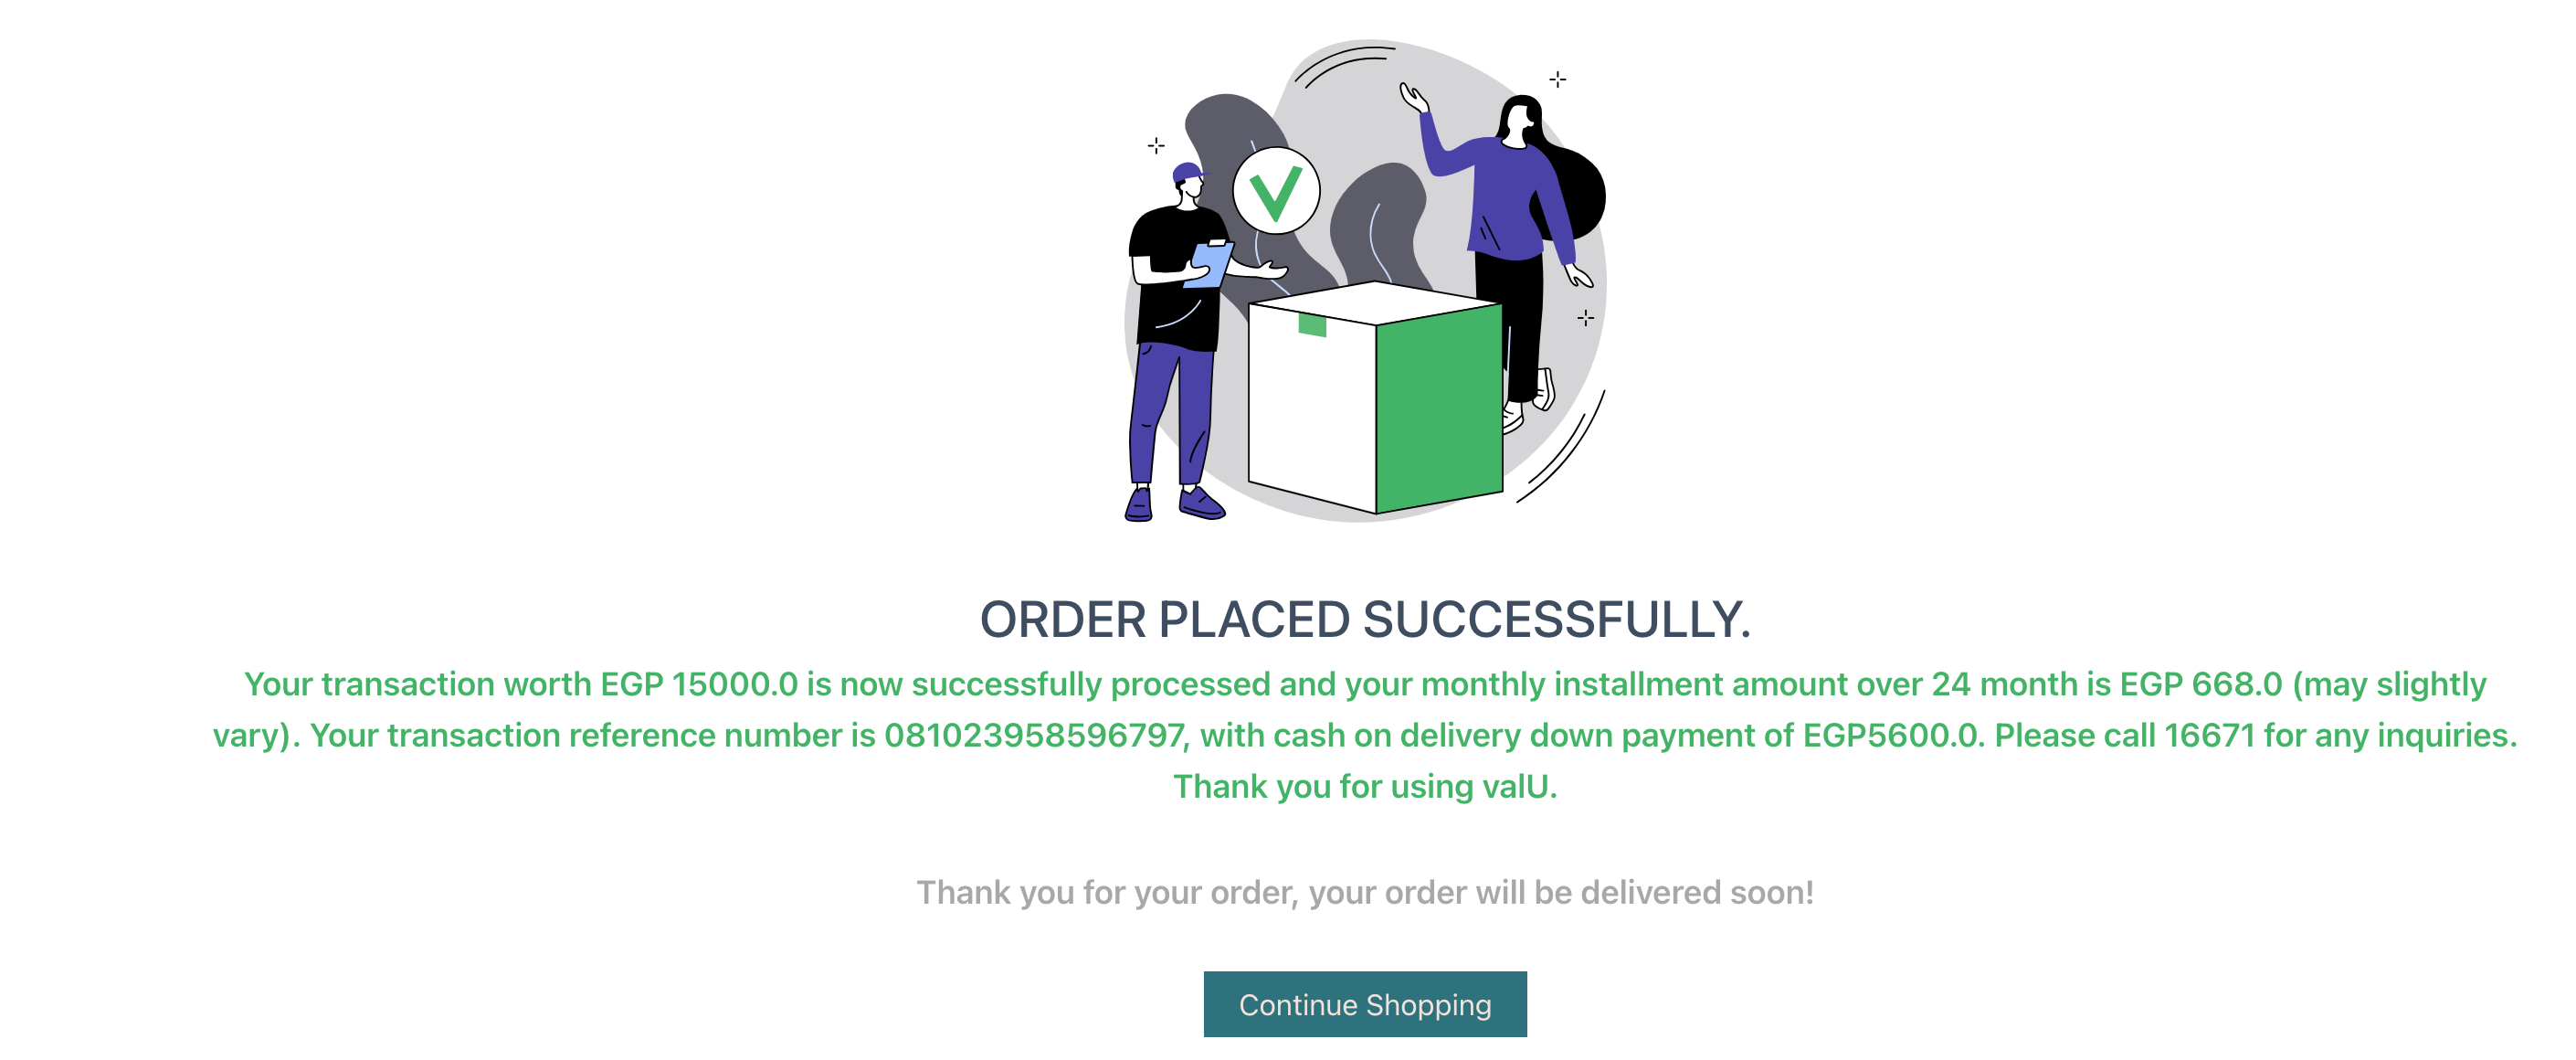 ORDER PLACED SUCCESSFULLY.
Your transaction worth EGP 15000.0 is now successfully processed and your monthly installment amount over 24 month is EGP 668.0 (may slightly
vary). Your transaction reference number is 081023958596797, with cash on delivery down payment of EGP5600.0. Please call 16671 for any inquiries.
Thank you for using valU.
Thank you for your order, your order will be delivered soon!
Continue Shopping